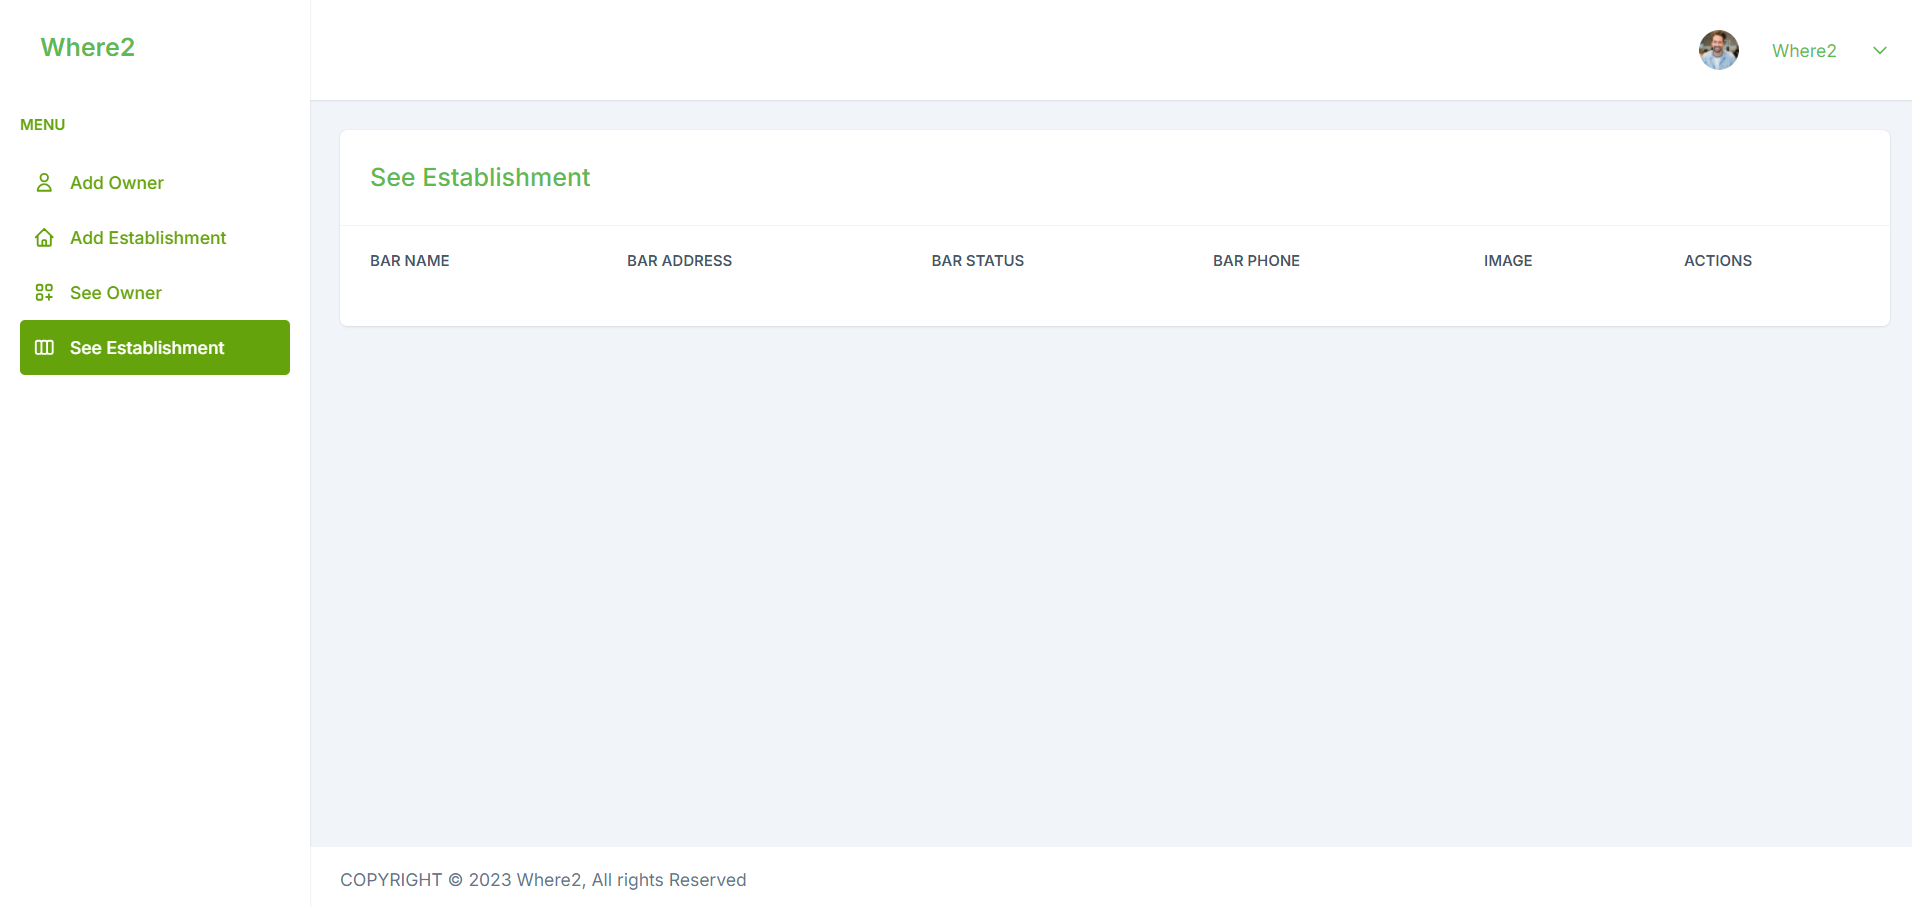 Where2
Where2
MENU
Add Owner
Add Establishment
See Owner
See Establishment
See Establishment
BAR NAME BAR ADDRESS BAR STATUS BAR PHONE IMAGE ACTIONS
COPYRIGHT © 2023 Where2, All rights Reserved